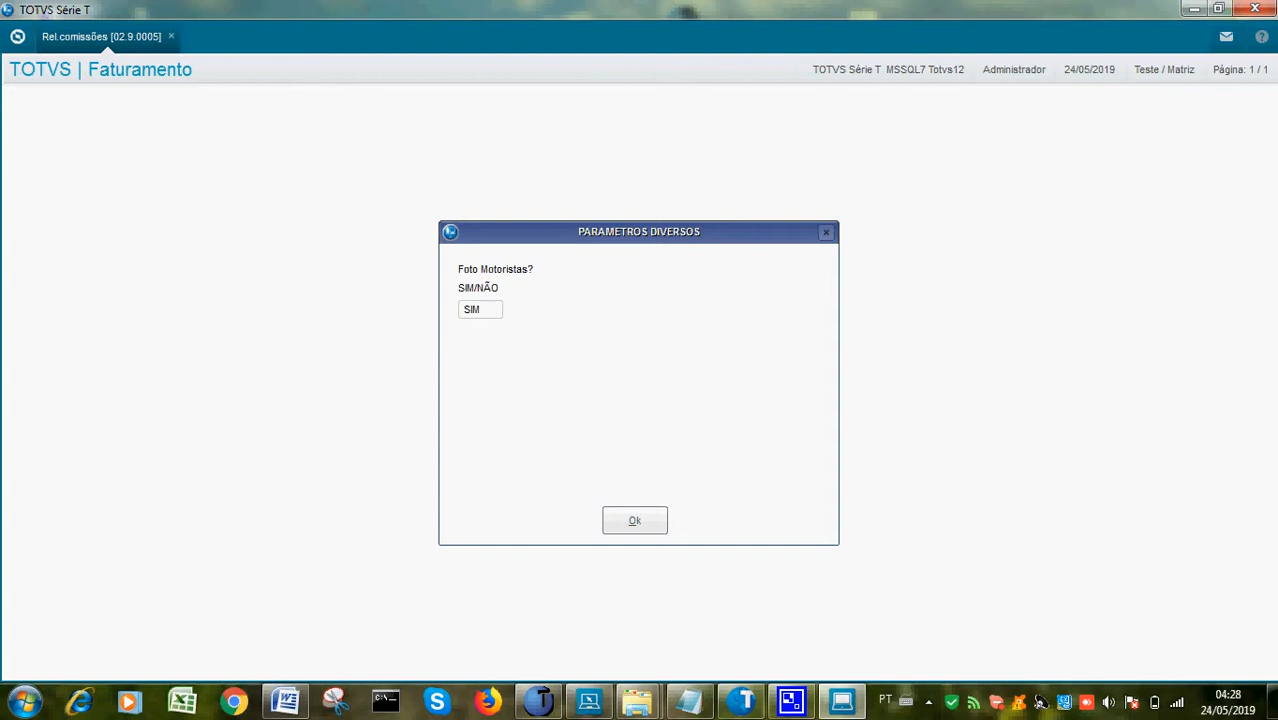 TOTVS Série T
Rel.comissões [02.9.0005]
TOTVS | Faturamento
TOTVS Série T MSSQL7 Totvs12
Administrador
24/05/2019
Teste / Matriz
Página: 1 / 1
PARAMETROS DIVERSOS
Foto Motoristas?
SIM/NÃO
SIM
Ok
PT
04:28
24/05/2019